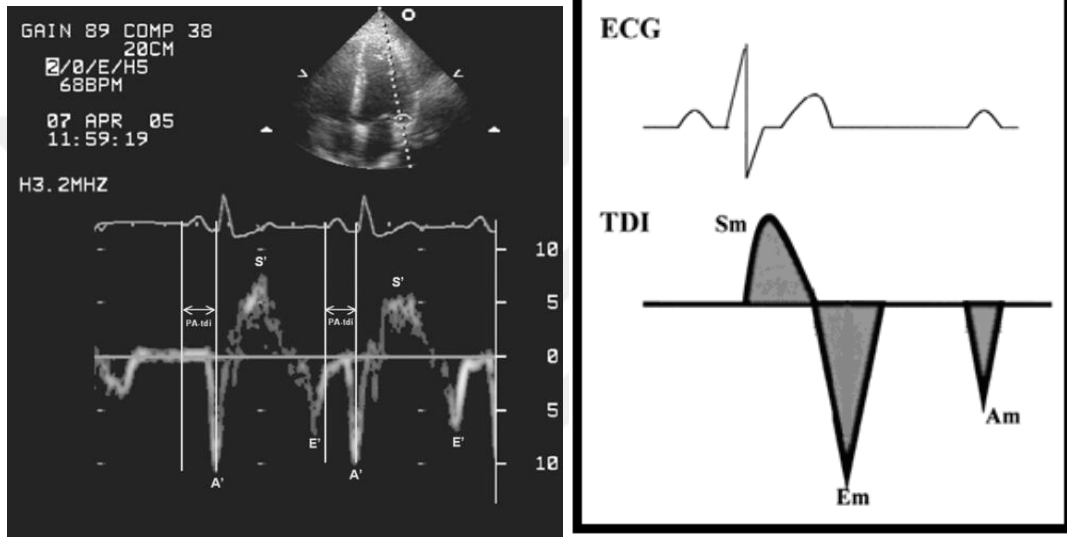 GAIN 89 COMP 38
20CM
2/0/E/H5
68BPM
07 APR 05
11:59:19
H3.2MHZ
10
5
0
5
10
S'
S'
PA-tdi
PA-tdi
E'
E'
A'
A'
ECG
TDI
Sm
Am
Em